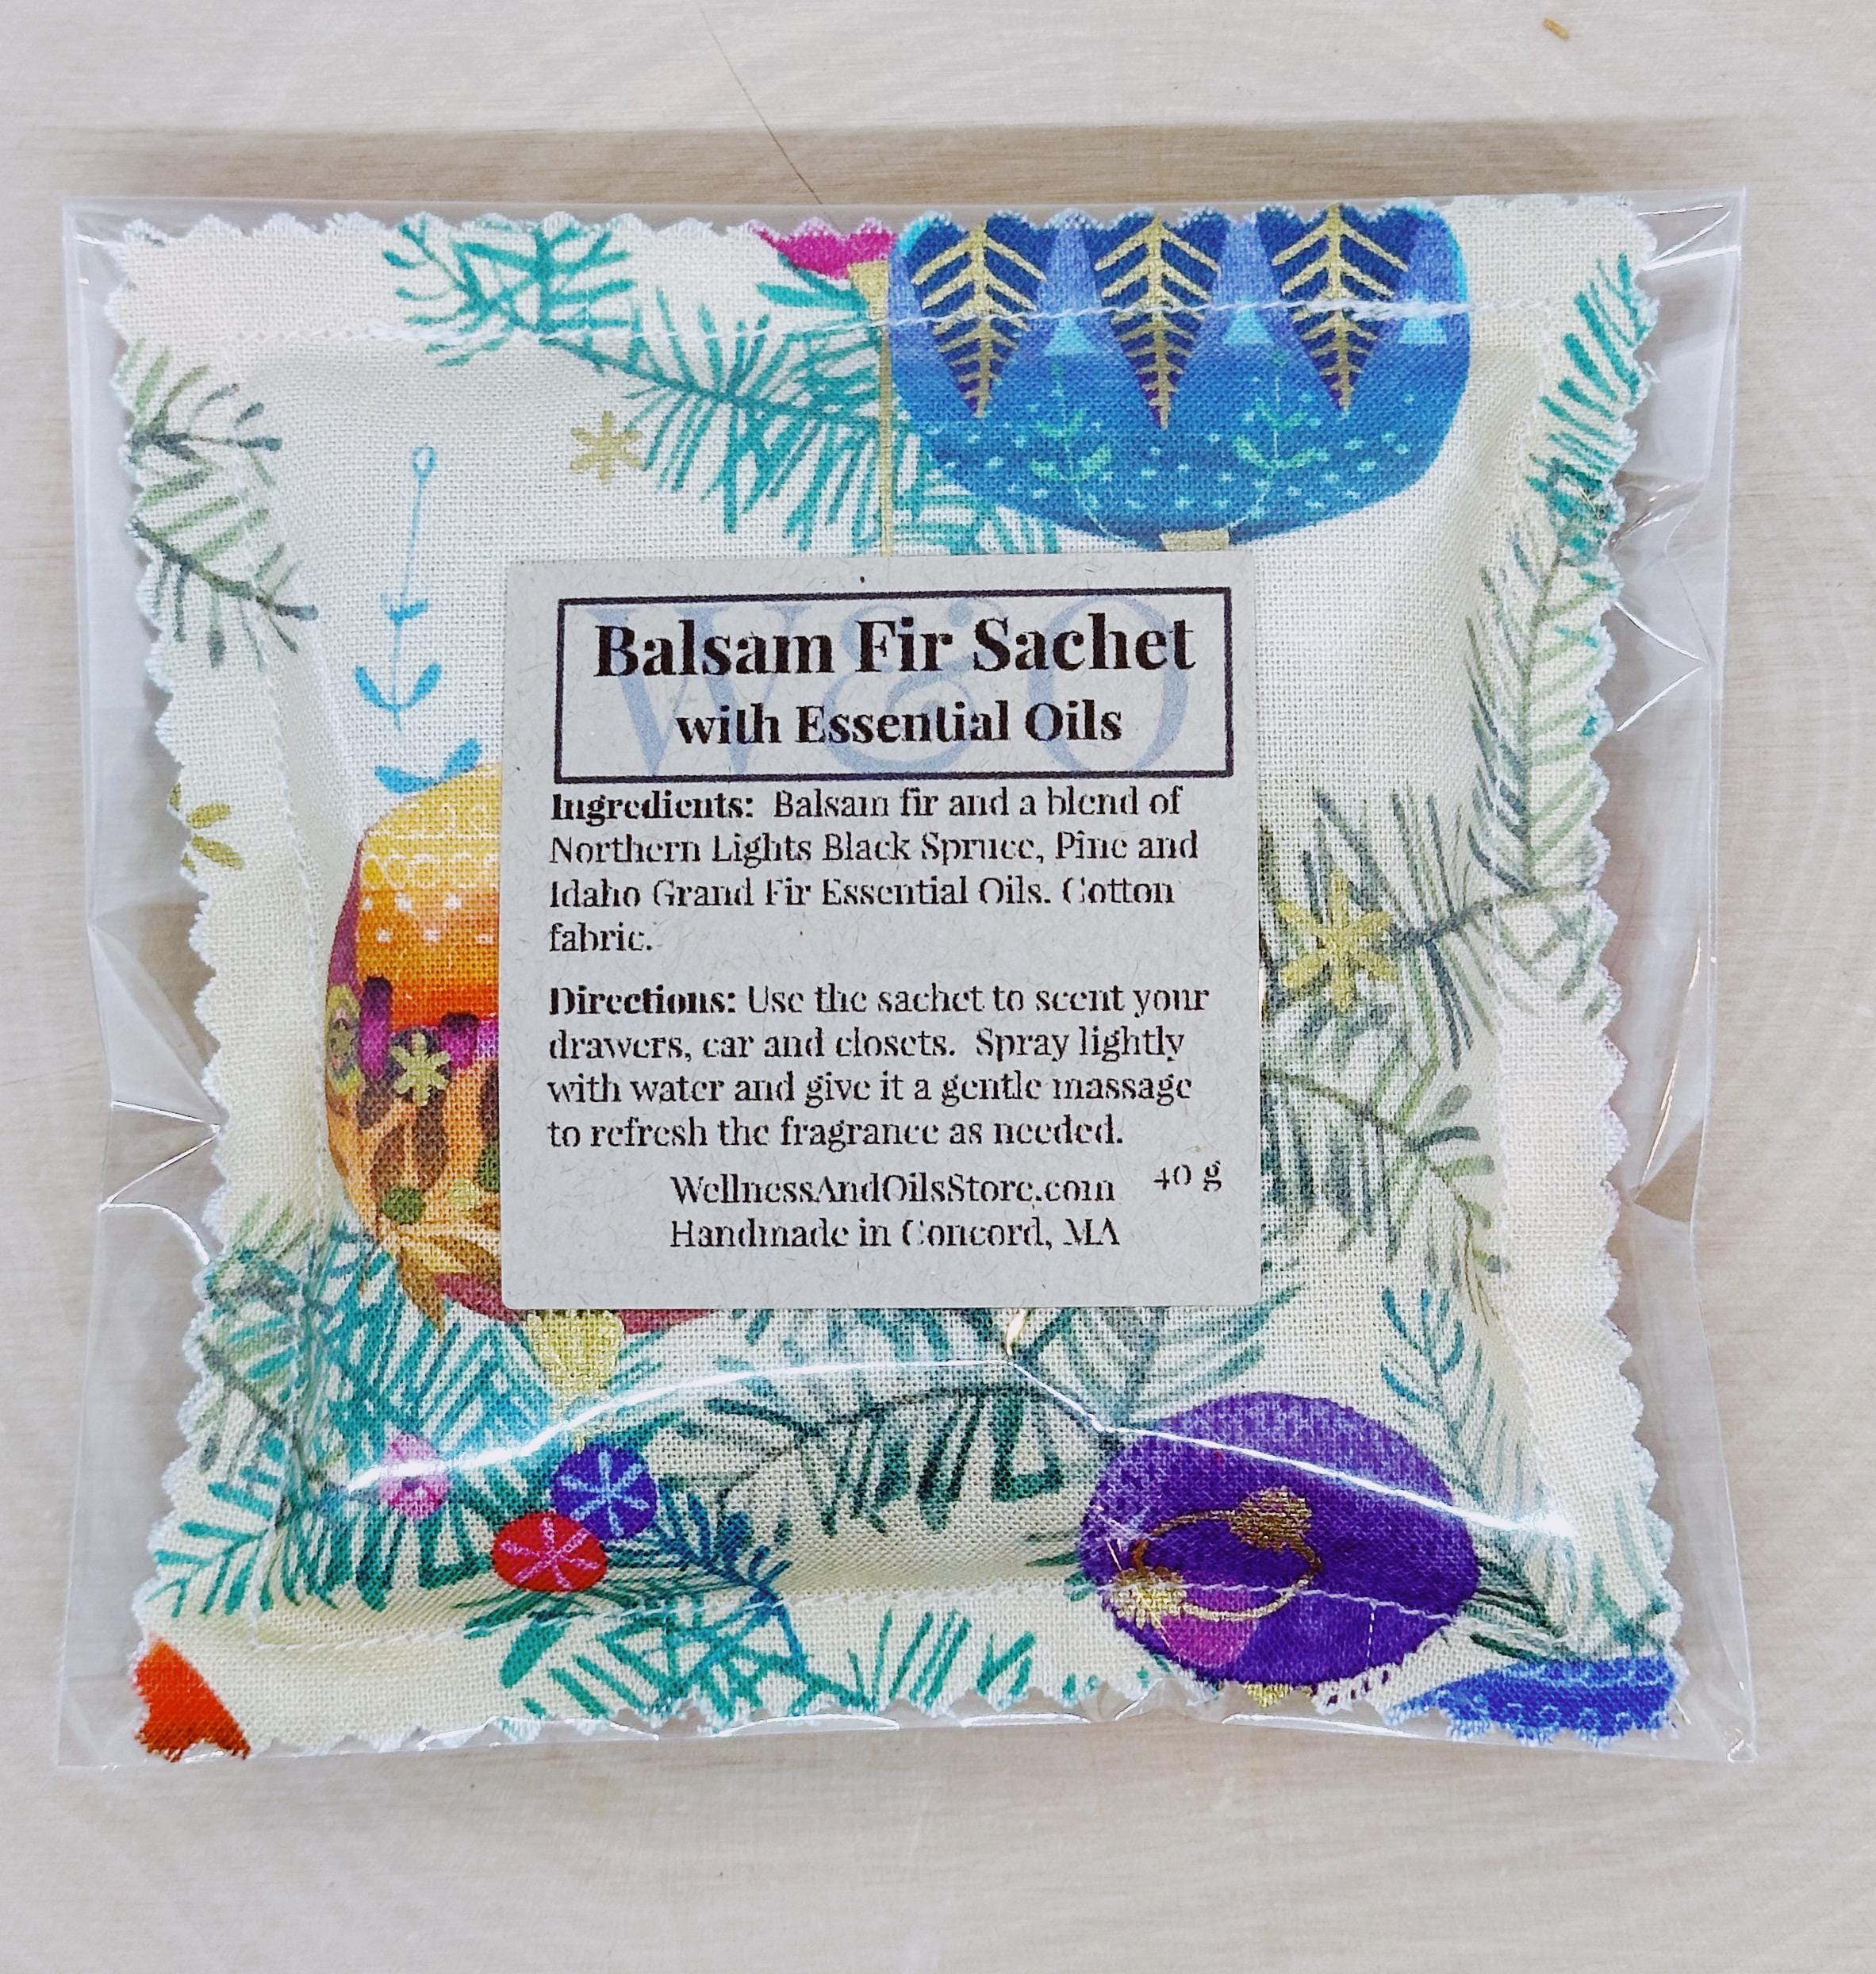 W&O
Balsam Fir Sachet
with Essential Oils
Ingredients: Balsam fir and a blend of
Northern Lights Black Spruce, Pine and
Idaho Grand Fir Essential Oils. Cotton
fabric.
Directions: Use the sachet to scent your
drawers, car and closets. Spray lightly
with water and give it a gentle massage
to refresh the fragrance as needed.
WellnessAndOilsStore.com 40 g
Handmade in Concord, MA